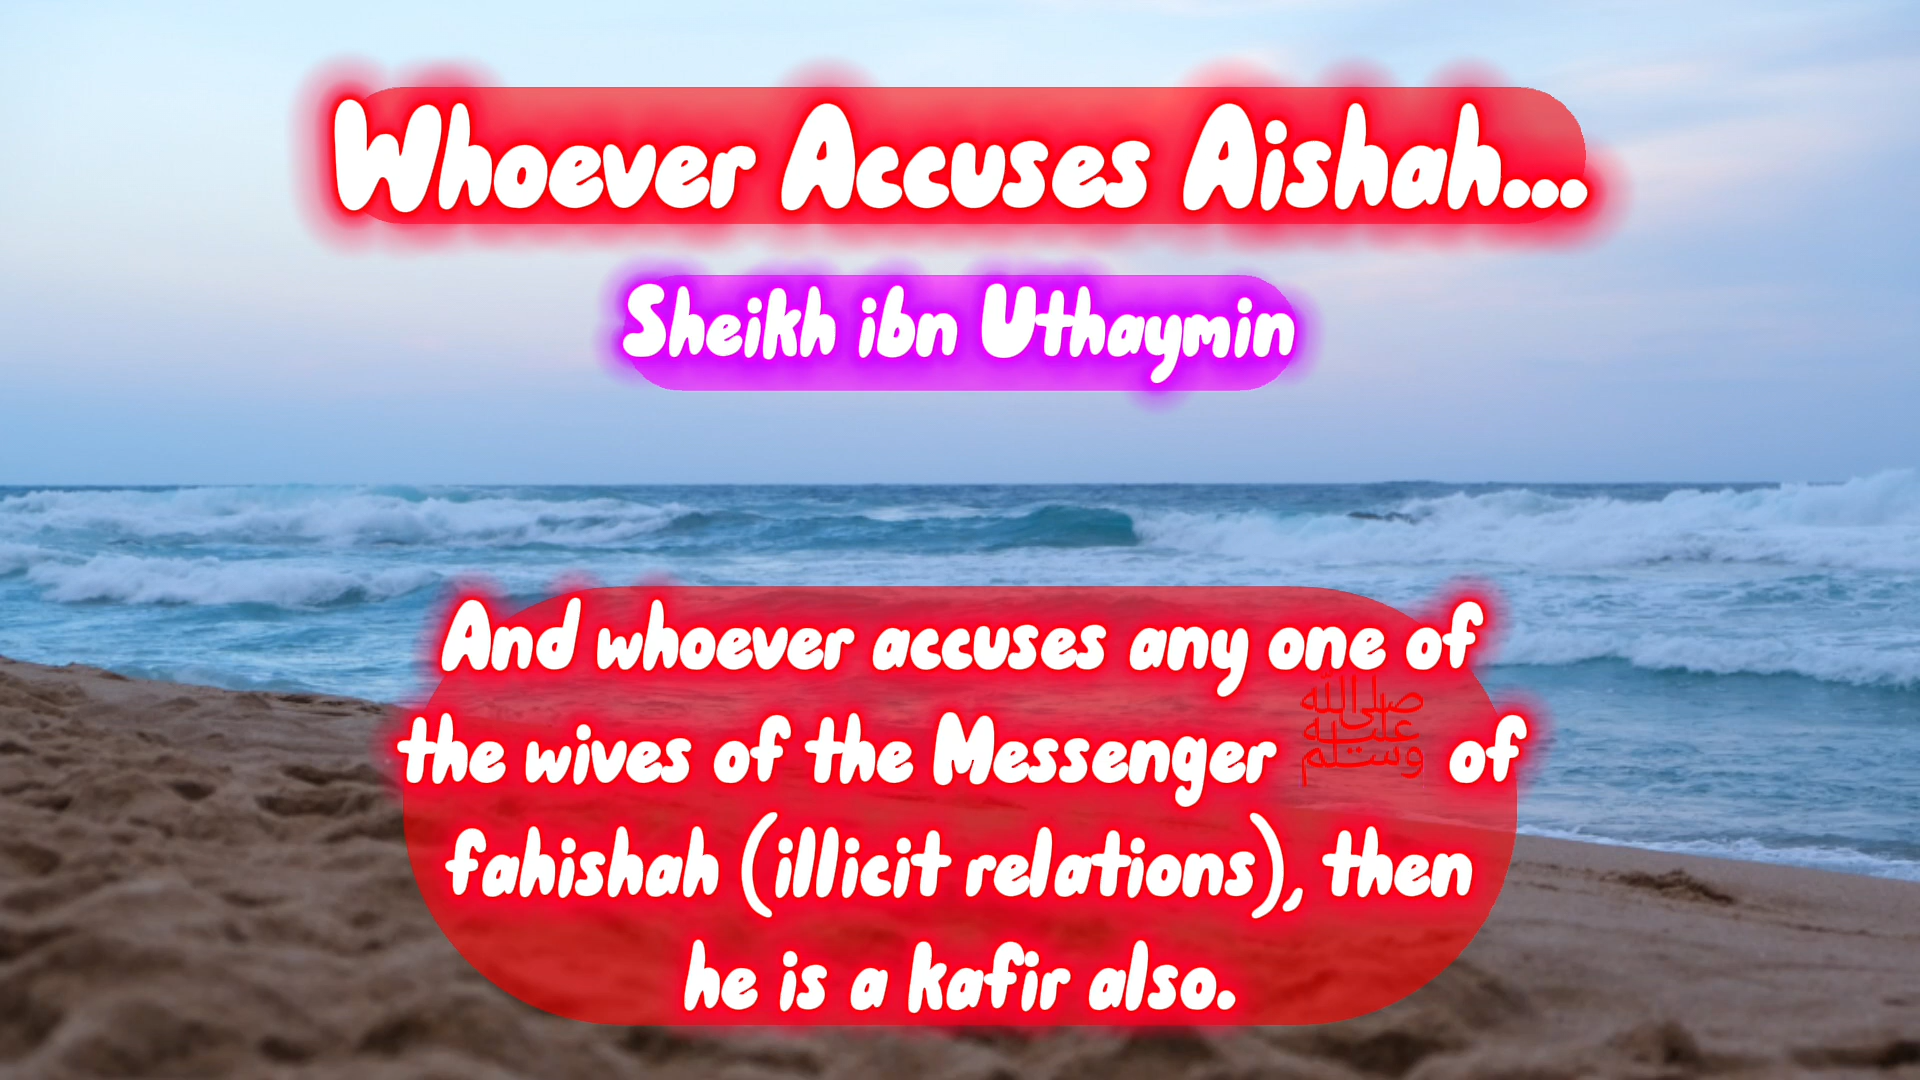 Whoever Accuses Aishah...
Sheikh ibn Uthaymin
And whoever accuses any one of
the wives of the Messenger ﷺ of
fahishah (illicit relations), then
he is a kafir also.